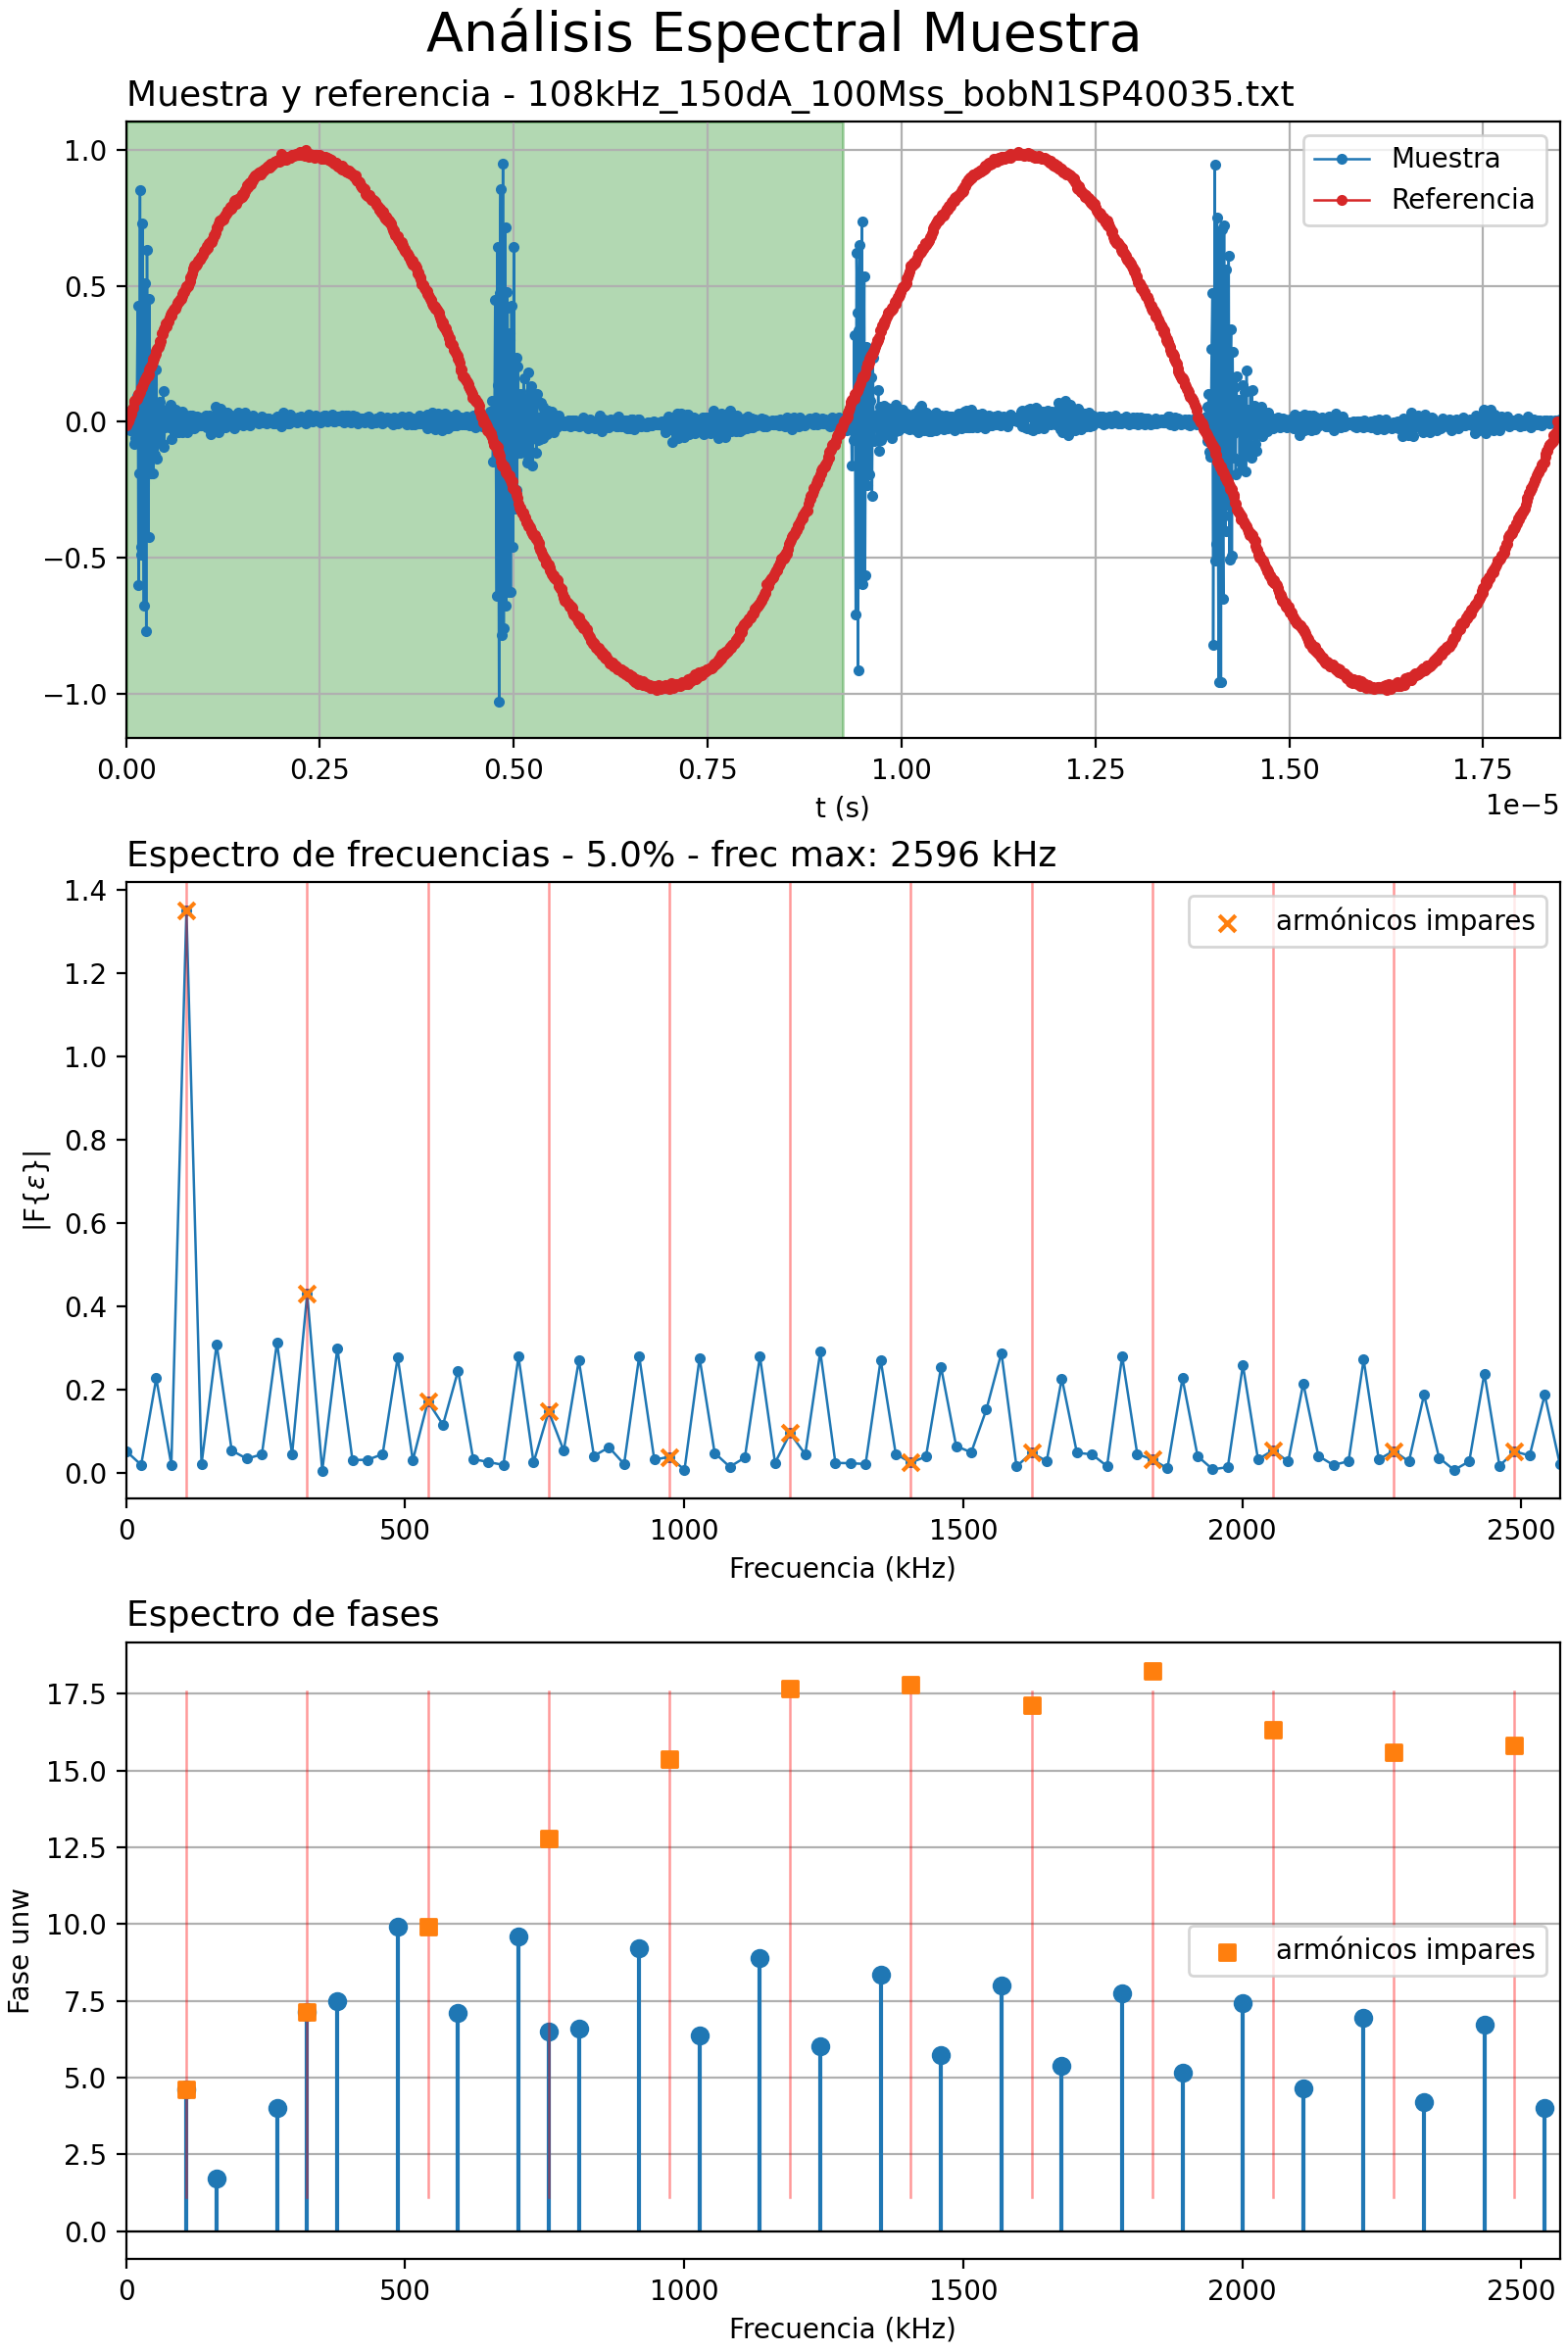 Análisis Espectral Muestra
Muestra y referencia - 108kHz_150dA_100Mss_bobN1SP40035.txt
1.0
0.5
0.0
−0.5
−1.0
Muestra
Referencia
0.00 0.25 0.50 0.75 1.00 1.25 1.50 1.75
1e−5
t (s)
Espectro de frecuencias - 5.0% - frec max: 2596 kHz
1.4
1.2
1.0
0.8
0.6
0.4
0.2
0.0
|F{ε}|
armónicos impares
0 500 1000 1500 2000 2500
Frecuencia (kHz)
Espectro de fases
17.5
15.0
12.5
10.0
7.5
5.0
2.5
0.0
Fase unw
armónicos impares
0 500 1000 1500 2000 2500
Frecuencia (kHz)